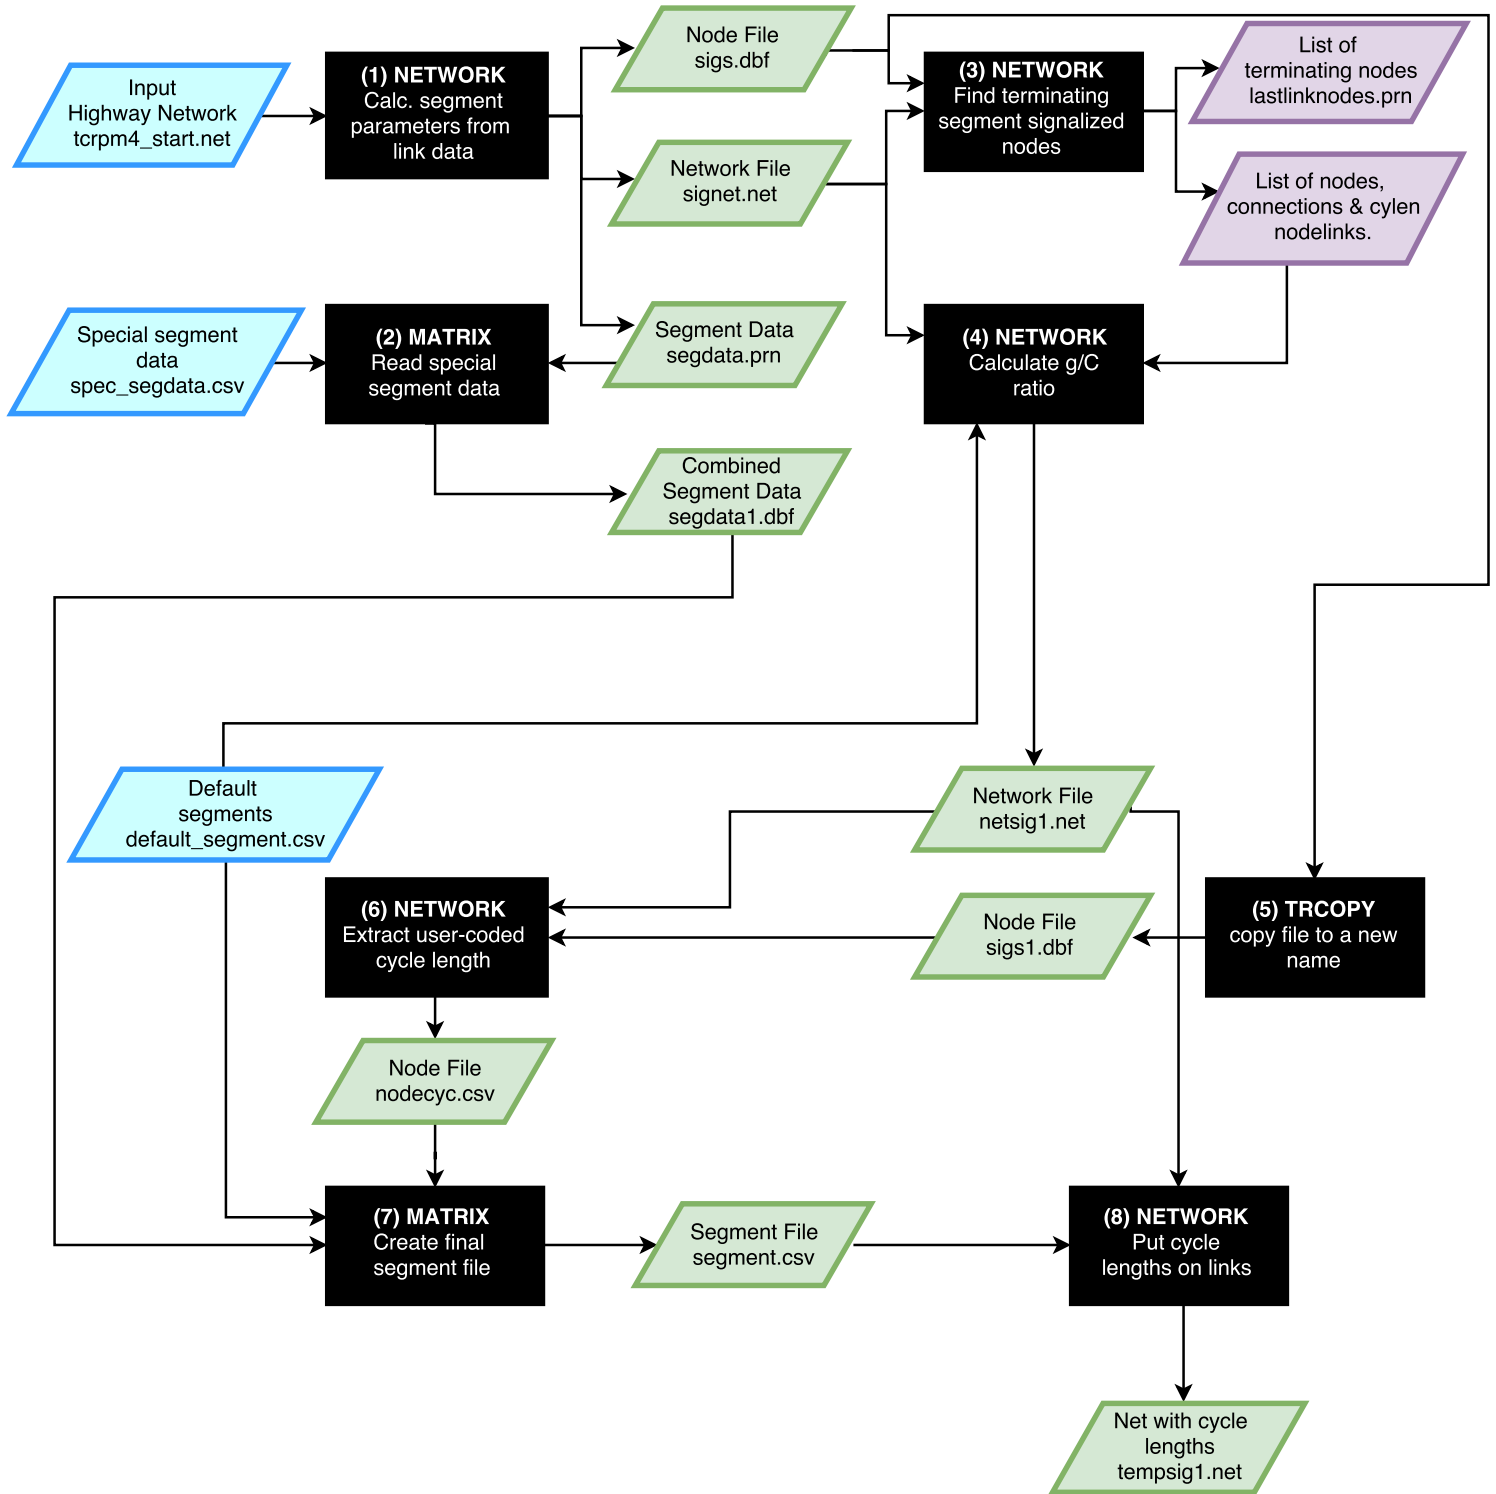 Input
Highway Network
tcrpm4_start.net
(1) NETWORK
Calc. segment
parameters from
link data
Node File
sigs.dbf
Network File
signet.net
(3) NETWORK
Find terminating
segment signalized
nodes
List of
terminating nodes
lastlinknodes.prn
List of nodes,
connections & cylen
nodelinks.
Special segment
data
spec_segdata.csv
(2) MATRIX
Read special
segment data
Segment Data
segdata.prn
(4) NETWORK
Calculate g/C
ratio
Combined
Segment Data
segdata1.dbf
Default
segments
default_segment.csv
Network File
netsig1.net
(6) NETWORK
Extract user-coded
cycle length
Node File
sigs1.dbf
(5) TRCOPY
copy file to a new
name
Node File
nodecyc.csv
(7) MATRIX
Create final
segment file
Segment File
segment.csv
(8) NETWORK
Put cycle
lengths on links
Net with cycle
lengths
tempsig1.net